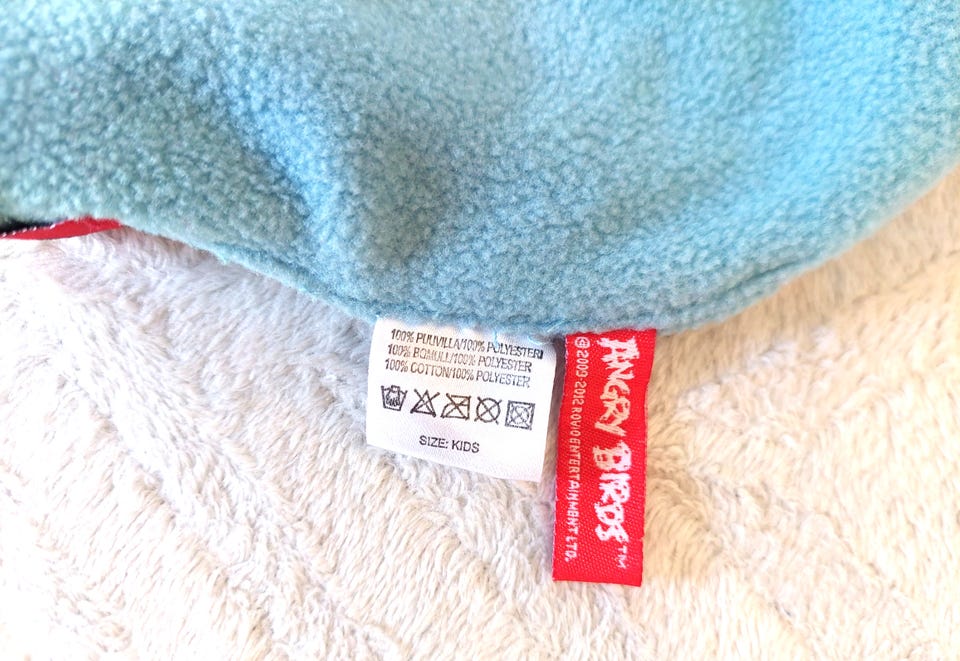 100% PUUVILLA/100% POLYESTERI
100% BOMULL/100% POLYESTER
100% COTTON/100% POLYESTER
SIZE: KIDS
ANGRY BIRDS™
©2009-2012 ROVIO ENTERTAINMENT LTD.